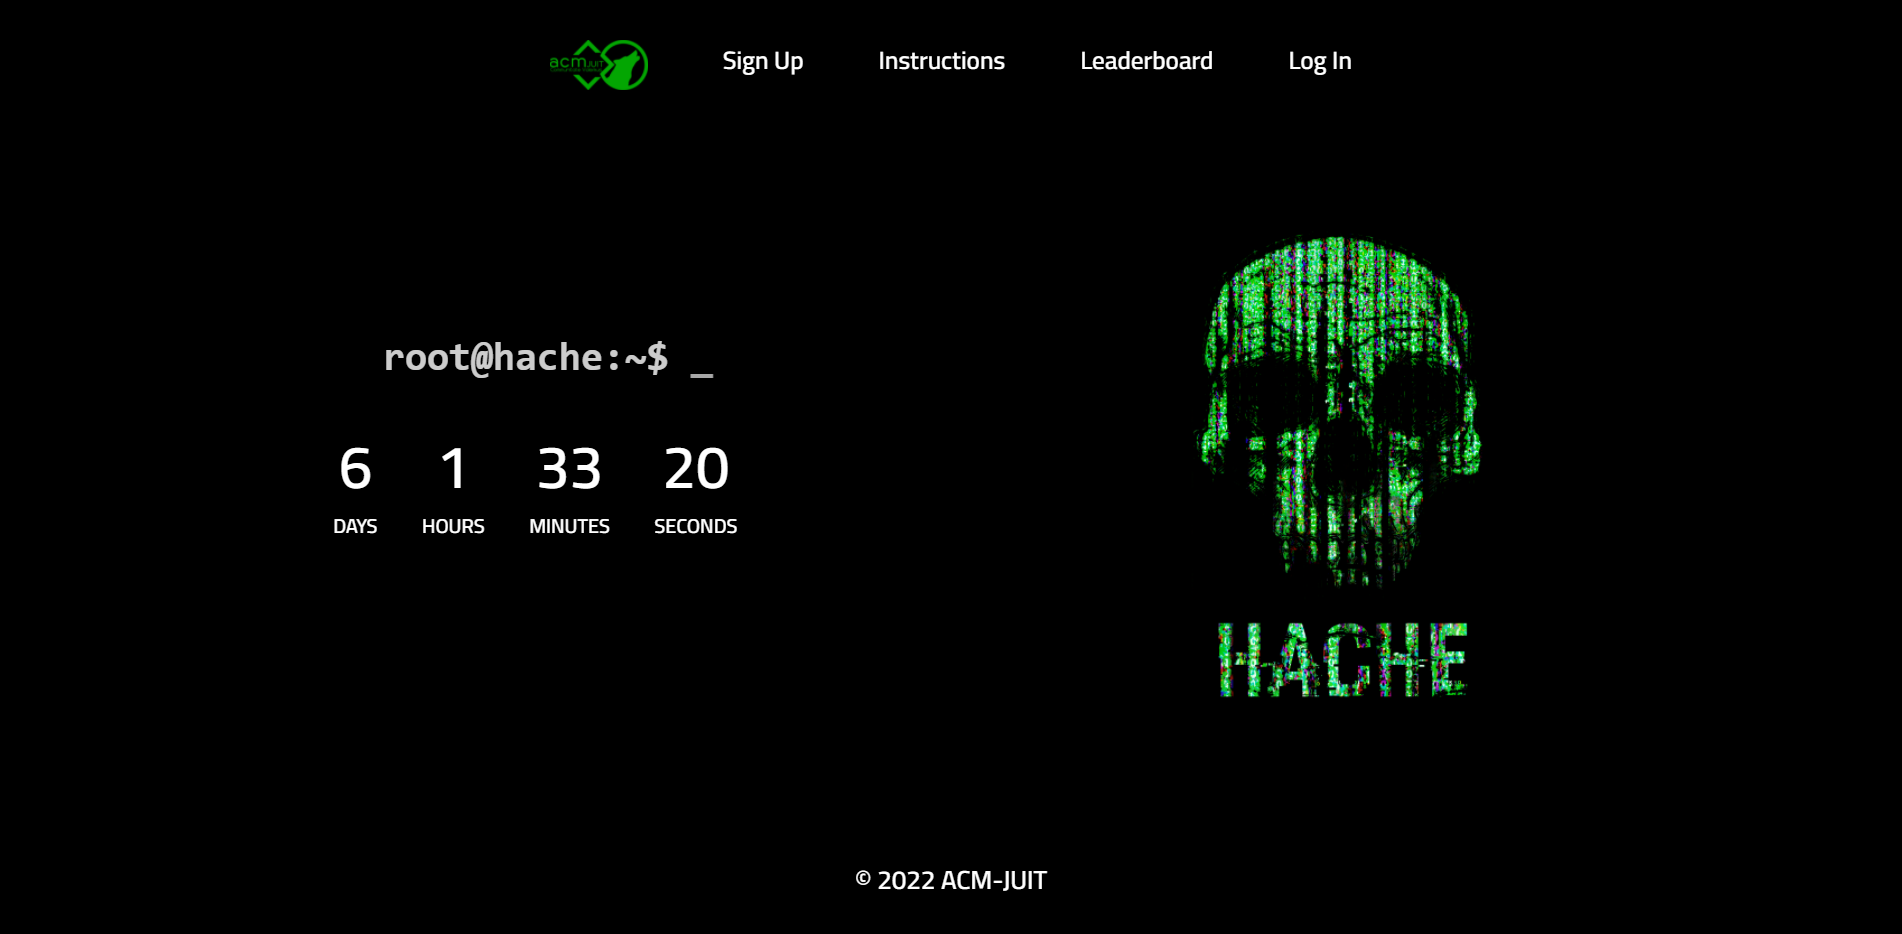 acm JUIT
Sign Up
Instructions
Leaderboard
Log In
root@hache:~$ _
6 1 33 20
DAYS HOURS MINUTES SECONDS
HACHE
© 2022 ACM-JUIT